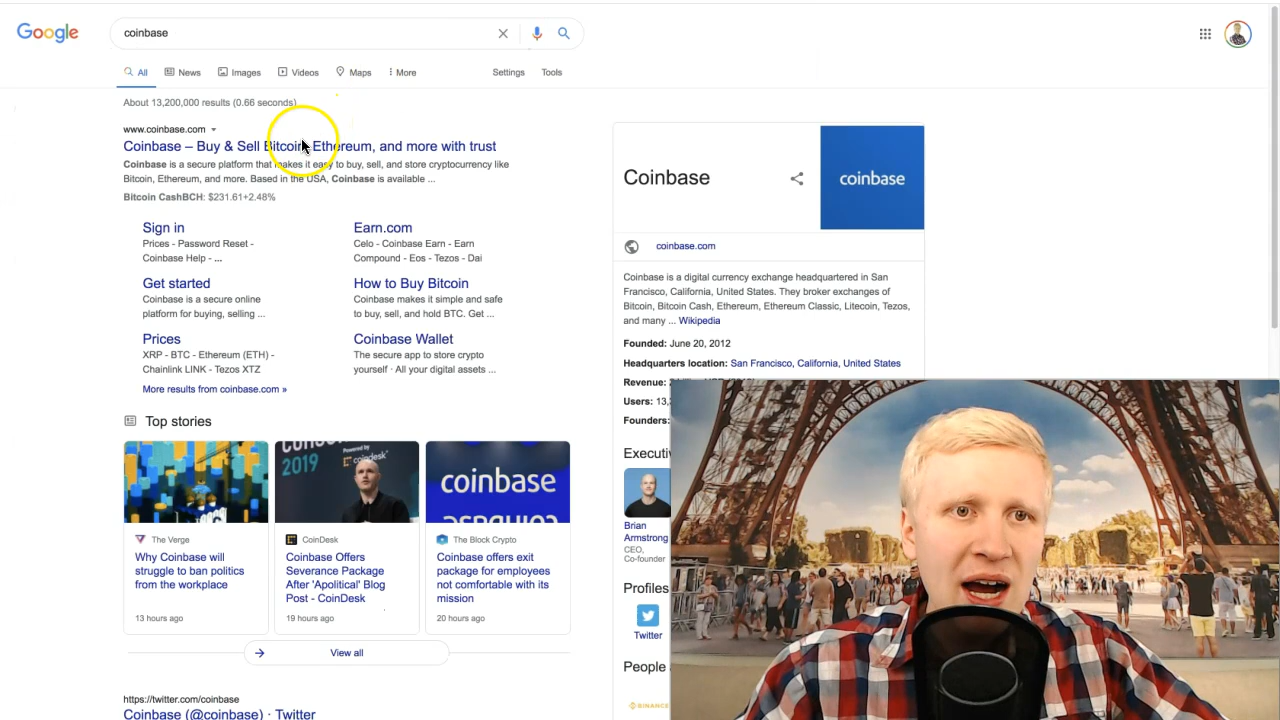 Google
coinbase
All
News
Images
Videos
Maps
More
Settings
Tools
About 13,200,000 results (0.66 seconds)
www.coinbase.com
Coinbase – Buy & Sell Bitcoin, Ethereum, and more with trust
Coinbase is a secure platform that makes it easy to buy, sell, and store cryptocurrency like
Bitcoin, Ethereum, and more. Based in the USA, Coinbase is available ...
Bitcoin CashBCH: $231.61+2.48%
Sign in
Prices - Password Reset -
Coinbase Help - ...
Earn.com
Celo - Coinbase Earn - Earn
Compound - Eos - Tezos - Dai
Get started
Coinbase is a secure online
platform for buying, selling ...
How to Buy Bitcoin
Coinbase makes it simple and safe
to buy, sell, and hold BTC. Get ...
Prices
XRP - BTC - Ethereum (ETH) -
Chainlink LINK - Tezos XTZ
Coinbase Wallet
The secure app to store crypto
yourself · All your digital assets ...
More results from coinbase.com »
Top stories
2019
Powered by
coindesk
coinbase
The Verge
Why Coinbase will
struggle to ban politics
from the workplace
13 hours ago
CoinDesk
Coinbase Offers
Severance Package
After 'Apolitical' Blog
Post - CoinDesk
19 hours ago
The Block Crypto
Coinbase offers exit
package for employees
not comfortable with its
mission
20 hours ago
View all
https://twitter.com/coinbase
Coinbase (@coinbase) · Twitter
Coinbase
coinbase
coinbase.com
Coinbase is a digital currency exchange headquartered in San
Francisco, California, United States. They broker exchanges of
Bitcoin, Bitcoin Cash, Ethereum, Ethereum Classic, Litecoin, Tezos,
and many ... Wikipedia
Founded: June 20, 2012
Headquarters location: San Francisco, California, United States
Revenue:
Users: 13,
Founders:
Executiv
Brian
Armstrong
CEO,
Co-founder
Profiles
Twitter
People
BINANCE